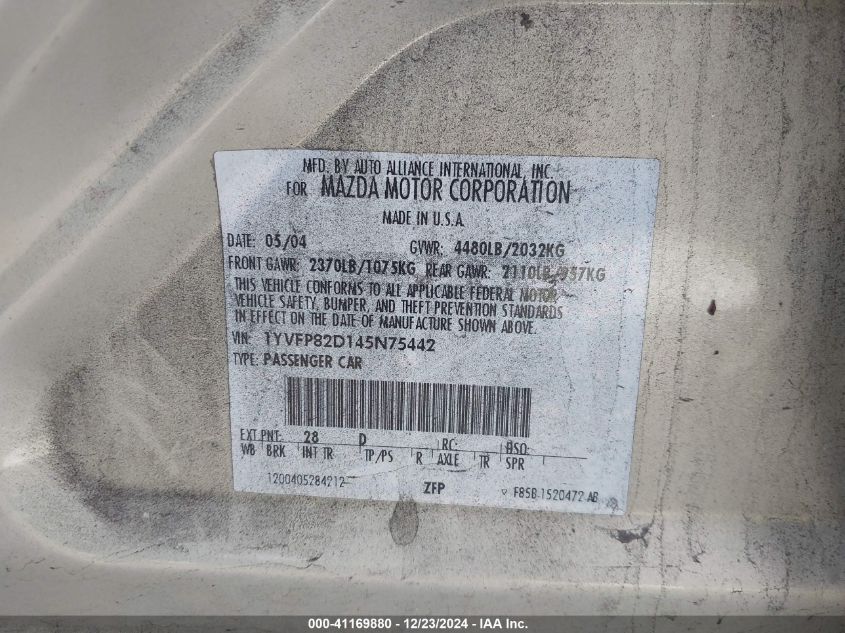 MFD. BY AUTO ALLIANCE INTERNATIONAL, INC.
FOR MAZDA MOTOR CORPORATION
MADE IN U.S.A.
DATE: 05/04 GVWR: 4480LB/2032KG
FRONT GAWR: 2370LB/1075KG REAR GAWR: 2110LB/957KG
THIS VEHICLE CONFORMS TO ALL APPLICABLE FEDERAL MOTOR
VEHICLE SAFETY, BUMPER, AND THEFT PREVENTION STANDARDS
IN EFFECT ON THE DATE OF MANUFACTURE SHOWN ABOVE.
VIN: 1YVFP82D145N75442
TYPE: PASSENGER CAR
EXT PNT: 28 D RC: DSO:
WB BRK INT TR TP/PS R AXLE TR SPR
1200405284212 ZFP F85B-1520472-AB
000-41169880 - 12/23/2024 - IAA Inc.